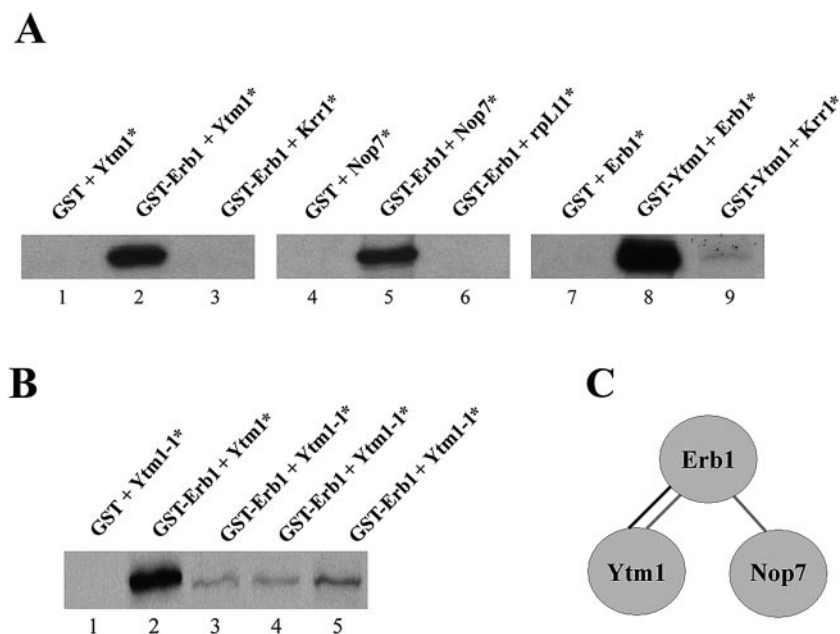 A
GST + Ytm1*
GST-Erb1 + Ytm1*
GST-Erb1 + Krr1*
GST + Nop7*
GST-Erb1 + Nop7*
GST-Erb1 + rpL11*
GST + Erb1*
GST-Ytm1 + Erb1*
GST-Ytm1 + Krr1*
1 2 3 4 5 6 7 8 9
B
GST + Ytm1-1*
GST-Erb1 + Ytm1*
GST-Erb1 + Ytm1-1*
GST-Erb1 + Ytm1-1*
GST-Erb1 + Ytm1-1*
1 2 3 4 5
C
Erb1
Ytm1 Nop7